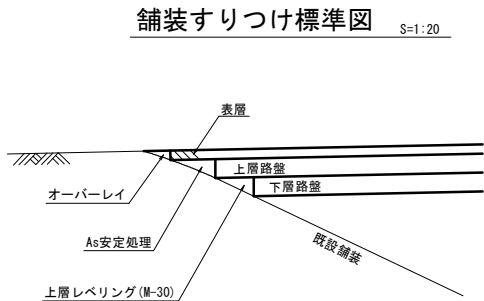 舗装すりつけ標準図 S=1:20
表層
上層路盤
オーバーレイ
下層路盤
As安定処理
既設舗装
上層レベリング(M-30)